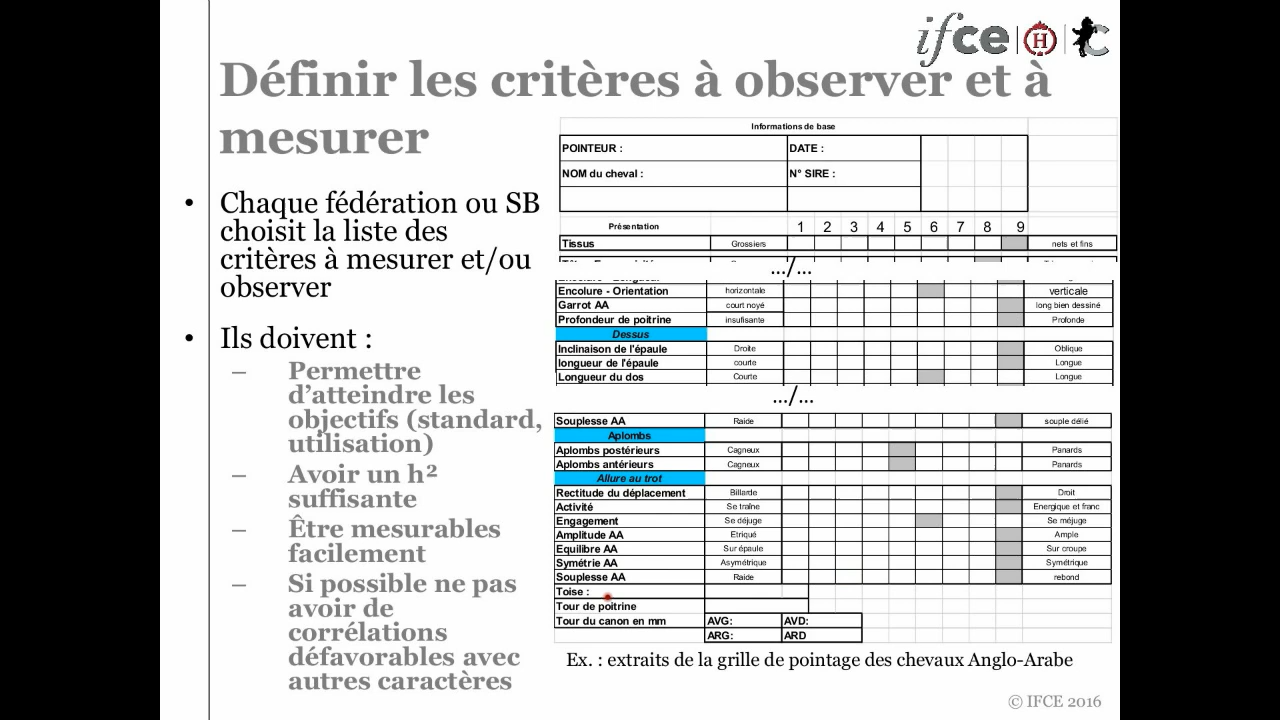 ifce | H | C
Définir les critères à observer et à
mesurer
• Chaque fédération ou SB
choisit la liste des
critères à mesurer et/ou
observer
• Ils doivent :
– Permettre
d’atteindre les
objectifs (standard,
utilisation)
– Avoir un h²
suffisante
– Être mesurables
facilement
– Si possible ne pas
avoir de
corrélations
défavorables avec
autres caractères
Informations de base
POINTEUR : DATE :
NOM du cheval : N° SIRE :
Présentation 1 2 3 4 5 6 7 8 9
Tissus Grossiers nets et fins
.../...
Encolure - Orientation horizontale verticale
Garrot AA court noyé long bien dessiné
Profondeur de poitrine insufisante Profonde
Dessus
Inclinaison de l'épaule Droite Oblique
longueur de l'épaule courte Longue
Longueur du dos Courte Longue
.../...
Souplesse AA Raide souple délié
Aplombs
Aplombs postérieurs Cagneux Panards
Aplombs antérieurs Cagneux Panards
Allure au trot
Rectitude du déplacement Billarde Droit
Activité Se traîne Energique et franc
Engagement Se déjuge Se méjuge
Amplitude AA Etriqué Ample
Equilibre AA Sur épaule Sur croupe
Symétrie AA Asymétrique Symétrique
Souplesse AA Raide rebond
Toise :
Tour de poitrine
Tour du canon en mm AVG: AVD:
ARG: ARD
Ex. : extraits de la grille de pointage des chevaux Anglo-Arabe
© IFCE 2016